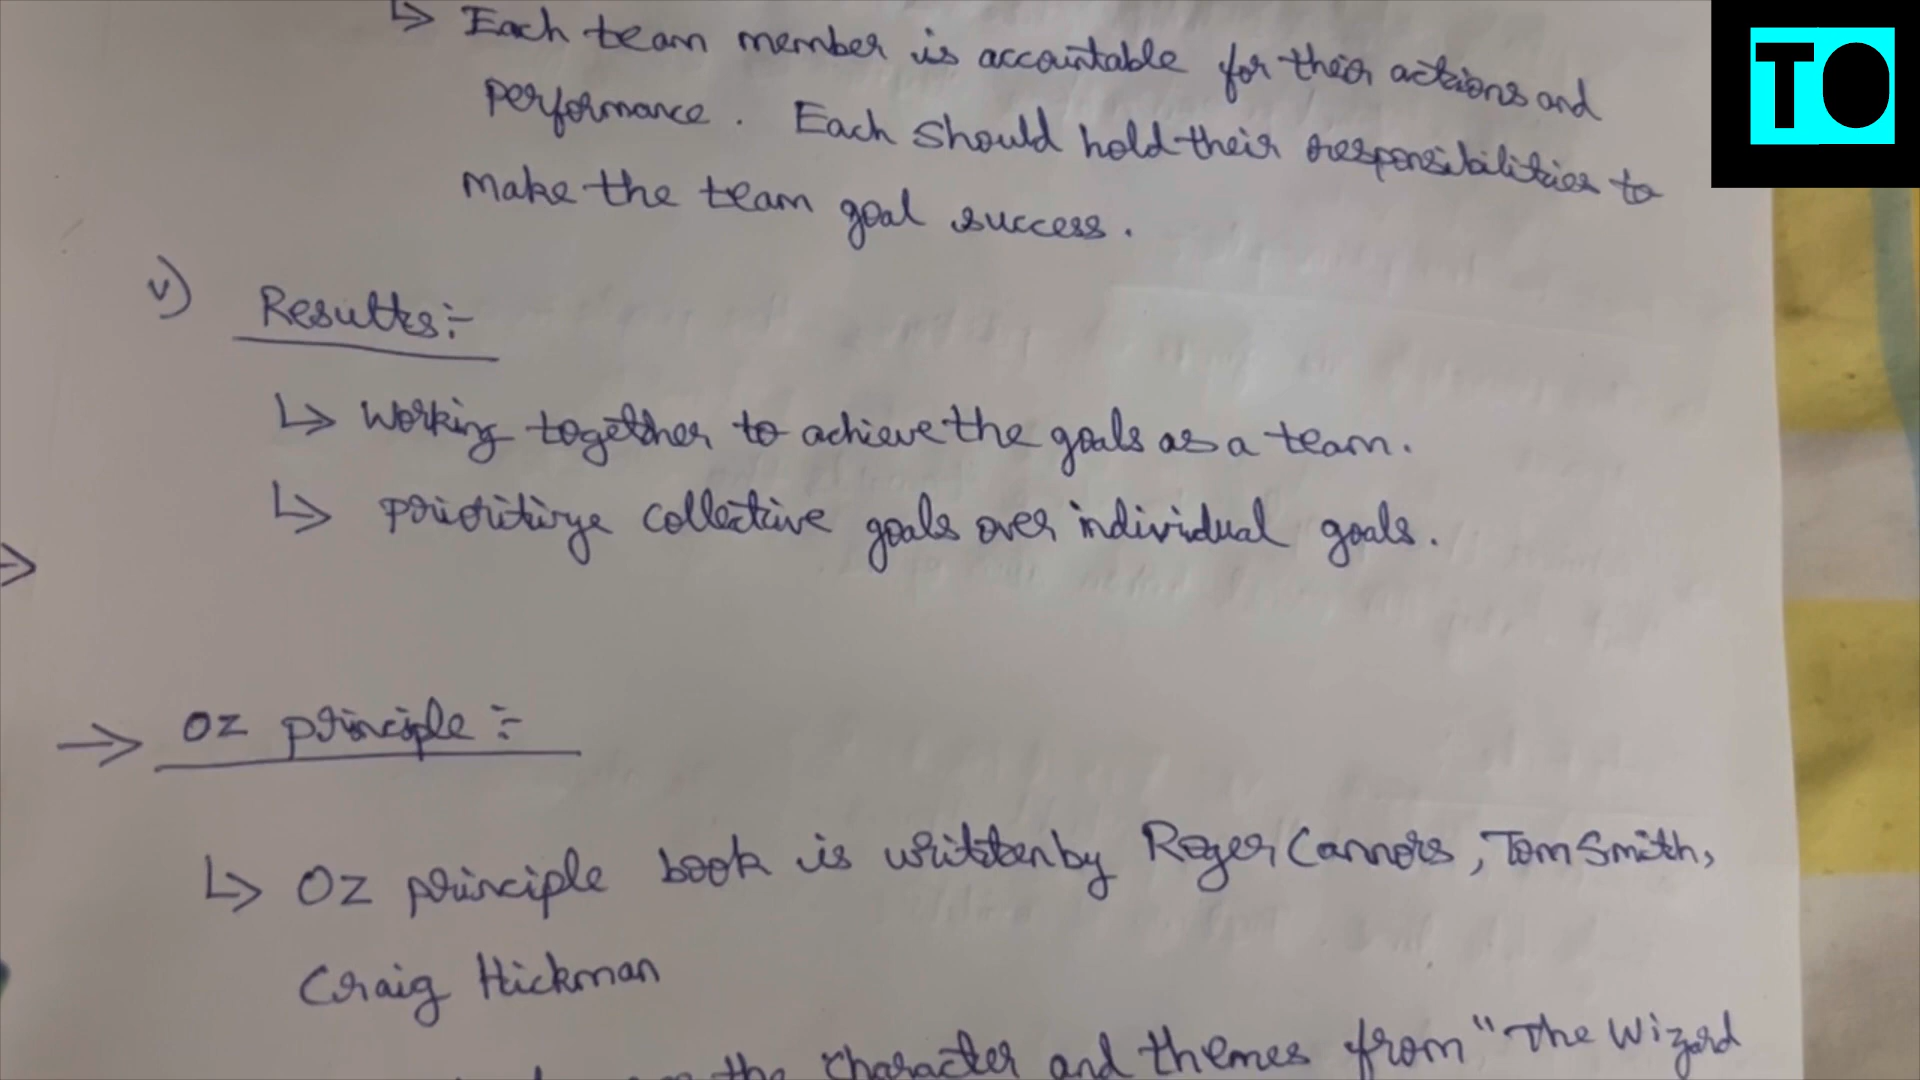 ↳ Each team member is accountable for their actions and
performance. Each should hold their responsibilities to
make the team goal success.
v) Results:-
↳ Working together to achieve the goals as a team.
↳ prioritizye collective goals over individual goals.
→ OZ principle :-
↳ OZ principle book is written by Roger Connors, Tom Smith,
Craig Hickman
the character and themes from "The Wizard
TO